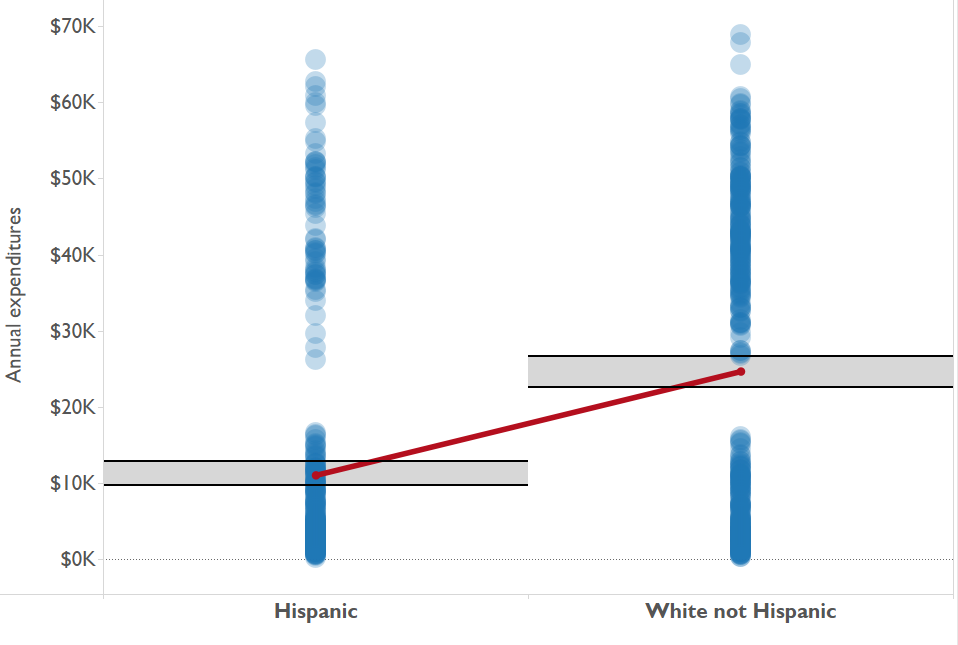 $70K
$60K
$50K
$40K
$30K
$20K
$10K
$0K
Annual expenditures
Hispanic
White not Hispanic